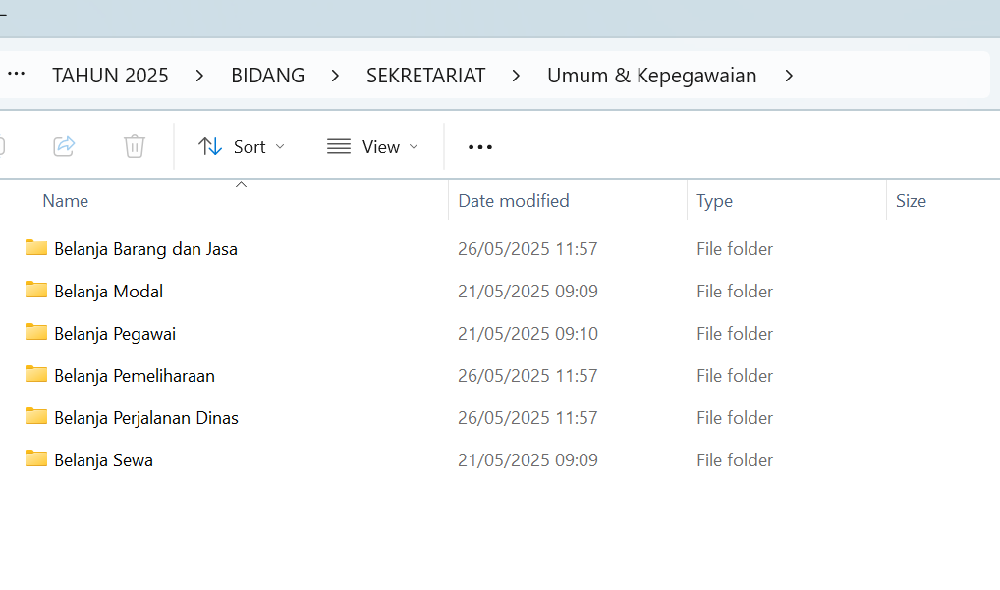 TAHUN 2025 > BIDANG > SEKRETARIAT > Umum & Kepegawaian >
Sort View
Name Date modified Type Size
Belanja Barang dan Jasa 26/05/2025 11:57 File folder
Belanja Modal 21/05/2025 09:09 File folder
Belanja Pegawai 21/05/2025 09:10 File folder
Belanja Pemeliharaan 26/05/2025 11:57 File folder
Belanja Perjalanan Dinas 26/05/2025 11:57 File folder
Belanja Sewa 21/05/2025 09:09 File folder